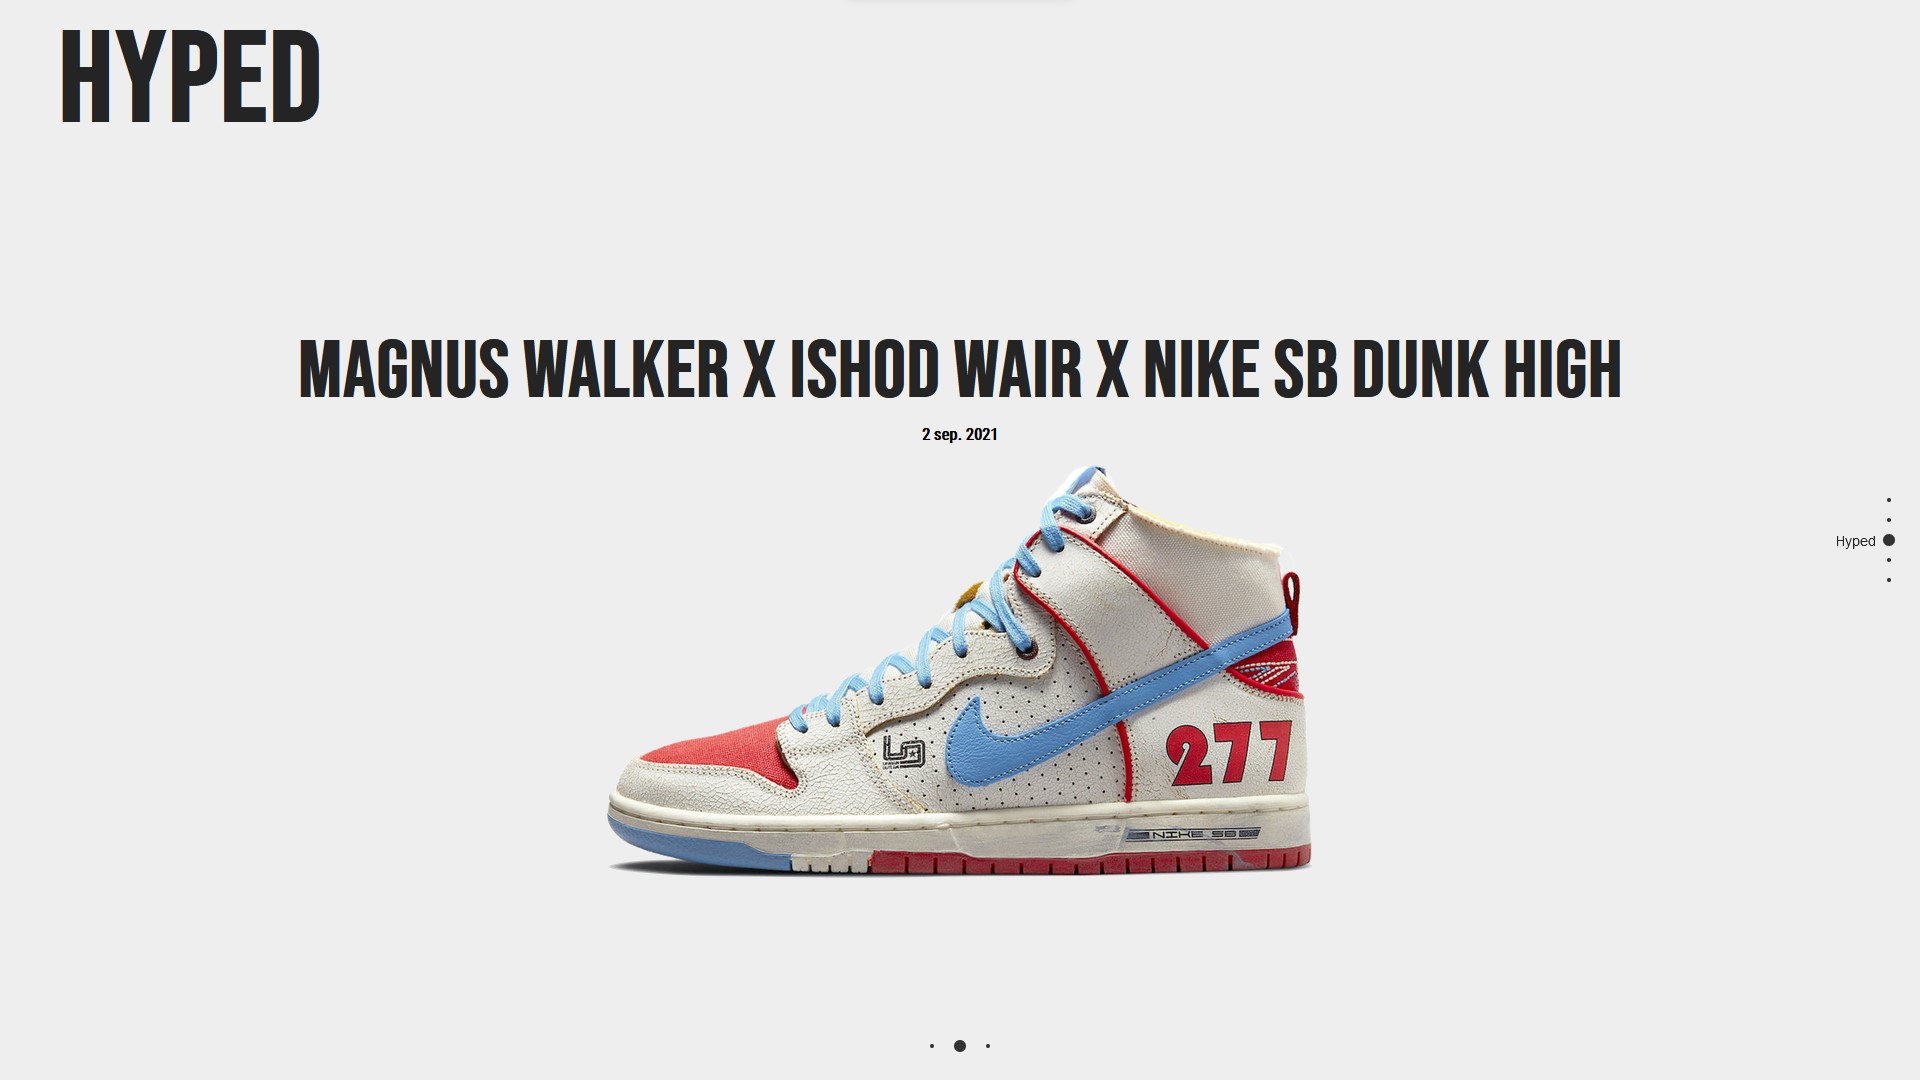 HYPED
MAGNUS WALKER X ISHOD WAIR X NIKE SB DUNK HIGH
2 sep. 2021
Hyped
277
NIKE SB